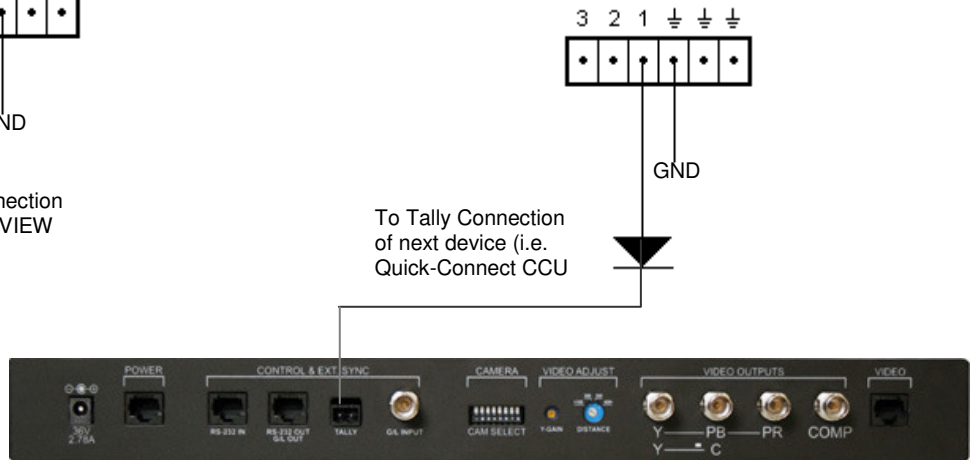 3 2 1
ND
GND
nection
VIEW
To Tally Connection
of next device (i.e.
Quick-Connect CCU
POWER
CONTROL & EXT. SYNC
CAMERA
VIDEO ADJUST
VIDEO OUTPUTS
VIDEO
36V
2.78A
RS-232 IN
RS-232 OUT
G/L OUT
TALLY
G/L INPUT
CAM SELECT
Y-GAIN
DISTANCE
Y PB PR COMP
Y C